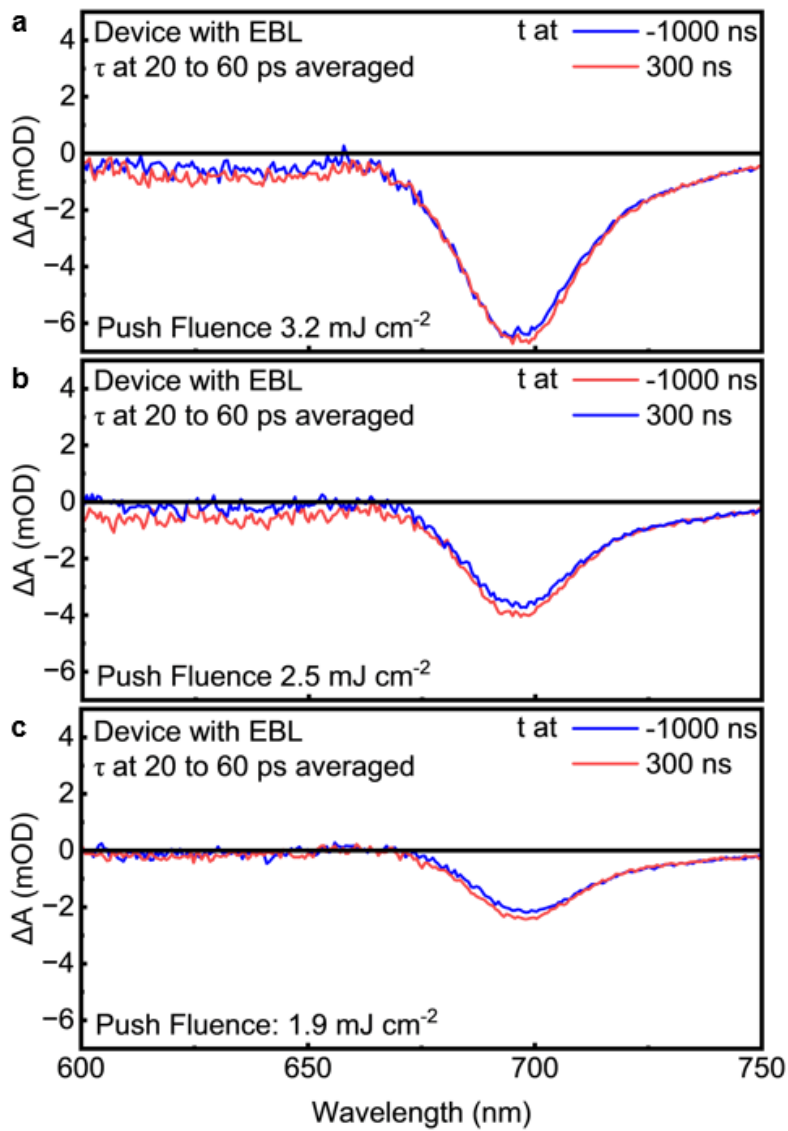 a
Device with EBL
τ at 20 to 60 ps averaged
t at
-1000 ns
300 ns
4
2
0
−2
−4
−6
ΔA (mOD)
Push Fluence 3.2 mJ cm⁻²
b
Device with EBL
τ at 20 to 60 ps averaged
t at
-1000 ns
300 ns
4
2
0
−2
−4
−6
ΔA (mOD)
Push Fluence 2.5 mJ cm⁻²
c
Device with EBL
τ at 20 to 60 ps averaged
t at
-1000 ns
300 ns
4
2
0
−2
−4
−6
ΔA (mOD)
Push Fluence: 1.9 mJ cm⁻²
600 650 700 750
Wavelength (nm)